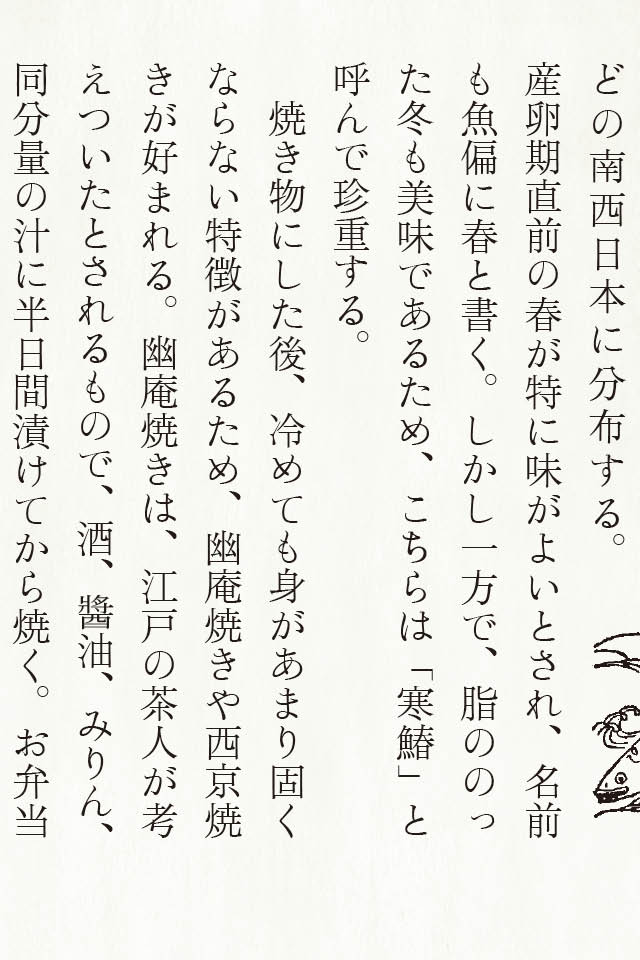 どの南西日本に分布する。
産卵期直前の春が特に味がよいとされ、名前
も魚偏に春と書く。しかし一方で、脂ののっ
た冬も美味であるため、こちらは「寒鰆」と
呼んで珍重する。
焼き物にした後、冷めても身があまり固く
ならない特徴があるため、幽庵焼きや西京焼
きが好まれる。幽庵焼きは、江戸の茶人が考
えついたとされるもので、酒、醬油、みりん、
同分量の汁に半日間漬けてから焼く。お弁当